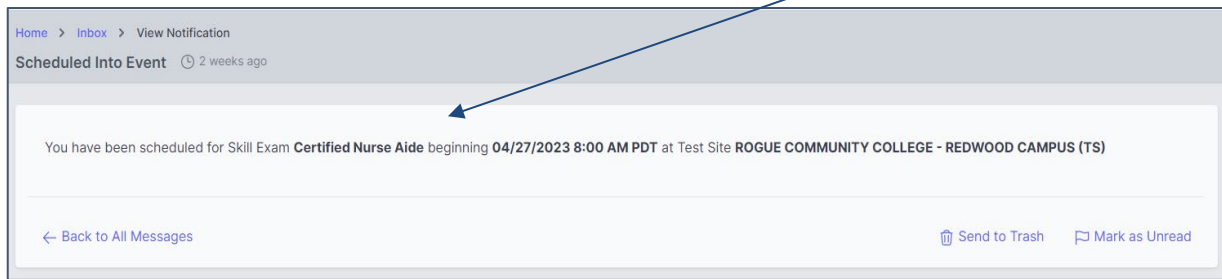 Home > Inbox > View Notification
Scheduled Into Event 2 weeks ago
You have been scheduled for Skill Exam Certified Nurse Aide beginning 04/27/2023 8:00 AM PDT at Test Site ROGUE COMMUNITY COLLEGE - REDWOOD CAMPUS (TS)
← Back to All Messages Send to Trash Mark as Unread